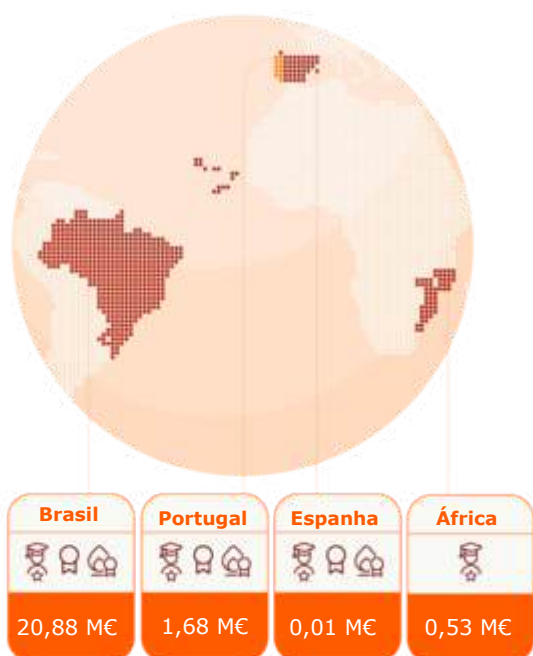 Brasil
Portugal
Espanha
África
20,88 M€
1,68 M€
0,01 M€
0,53 M€